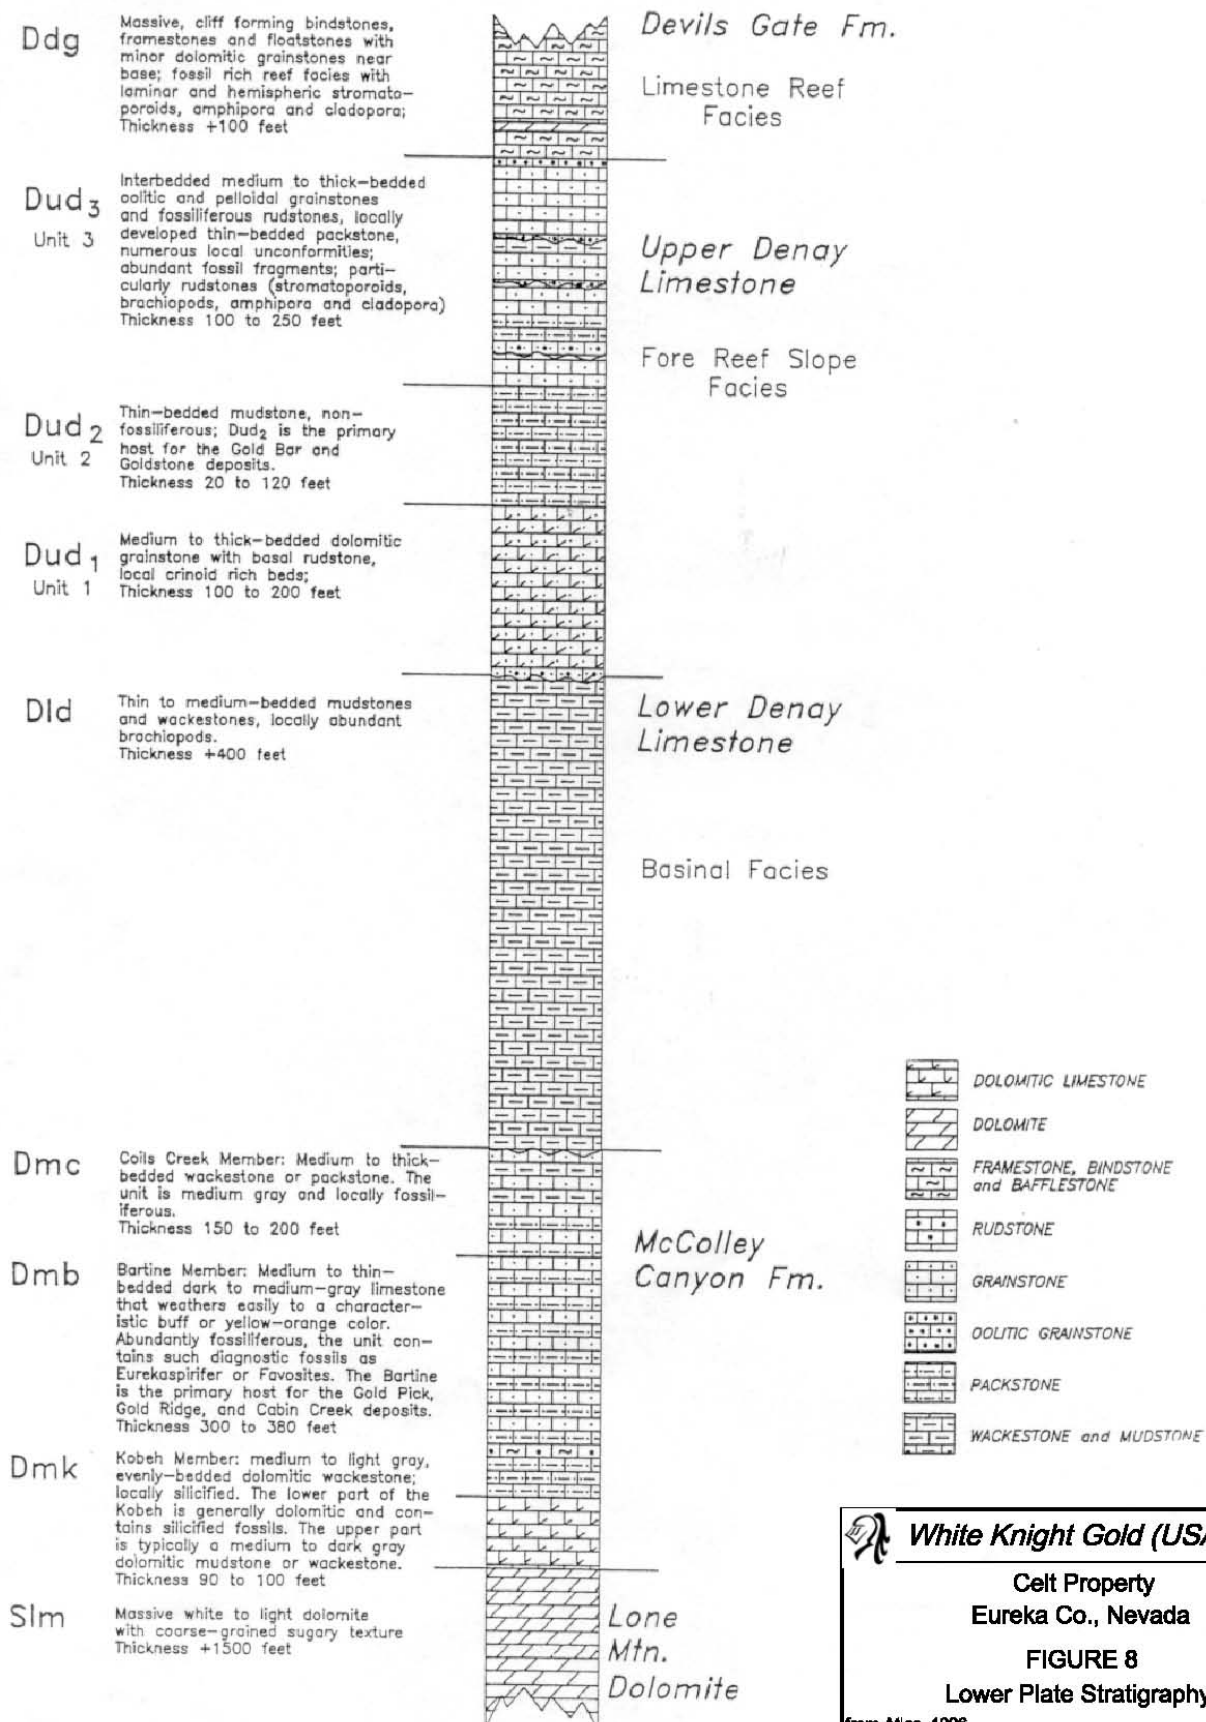 Ddg
Massive, cliff forming bindstones,
framestones and floatstones with
minor dolomitic grainstones near
base; fossil rich reef facies with
laminar and hemispheric stromato-
poroids, amphipora and cladopora;
Thickness +100 feet
Devils Gate Fm.
Limestone Reef
Facies
Dud3
Unit 3
Interbedded medium to thick-bedded
oolitic and pelloidal grainstones
and fossiliferous rudstones, locally
developed thin-bedded packstone,
numerous local unconformities;
abundant fossil fragments; parti-
cularly rudstones (stromatoporoids,
brachiopods, amphipora and cladopora)
Thickness 100 to 250 feet
Upper Denay
Limestone
Fore Reef Slope
Facies
Dud2
Unit 2
Thin-bedded mudstone, non-
fossiliferous; Dud2 is the primary
host for the Gold Bar and
Goldstone deposits.
Thickness 20 to 120 feet
Dud1
Unit 1
Medium to thick-bedded dolomitic
grainstone with basal rudstone,
local crinoid rich beds;
Thickness 100 to 200 feet
Dld
Thin to medium-bedded mudstones
and wackestones, locally abundant
brachiopods.
Thickness +400 feet
Lower Denay
Limestone
Basinal Facies
Dmc
Coils Creek Member: Medium to thick-
bedded wackestone or packstone. The
unit is medium gray and locally fossil-
iferous.
Thickness 150 to 200 feet
McColley
Canyon Fm.
Dmb
Bartine Member: Medium to thin-
bedded dark to medium-gray limestone
that weathers easily to a character-
istic buff or yellow-orange color.
Abundantly fossiliferous, the unit con-
tains such diagnostic fossils as
Eurekaspirifer or Favosites. The Bartine
is the primary host for the Gold Pick,
Gold Ridge, and Cabin Creek deposits.
Thickness 300 to 380 feet
Dmk
Kobeh Member: medium to light gray,
evenly-bedded dolomitic wackestone;
locally silicified. The lower part of the
Kobeh is generally dolomitic and con-
tains silicified fossils. The upper part
is typically a medium to dark gray
dolomitic mudstone or wackestone.
Thickness 90 to 100 feet
Slm
Massive white to light dolomite
with coarse-grained sugary texture
Thickness +1500 feet
Lone
Mtn.
Dolomite
DOLOMITIC LIMESTONE
DOLOMITE
FRAMESTONE, BINDSTONE
and BAFFLESTONE
RUDSTONE
GRAINSTONE
OOLITIC GRAINSTONE
PACKSTONE
WACKESTONE and MUDSTONE
White Knight Gold (USA
Celt Property
Eureka Co., Nevada
FIGURE 8
Lower Plate Stratigraphy